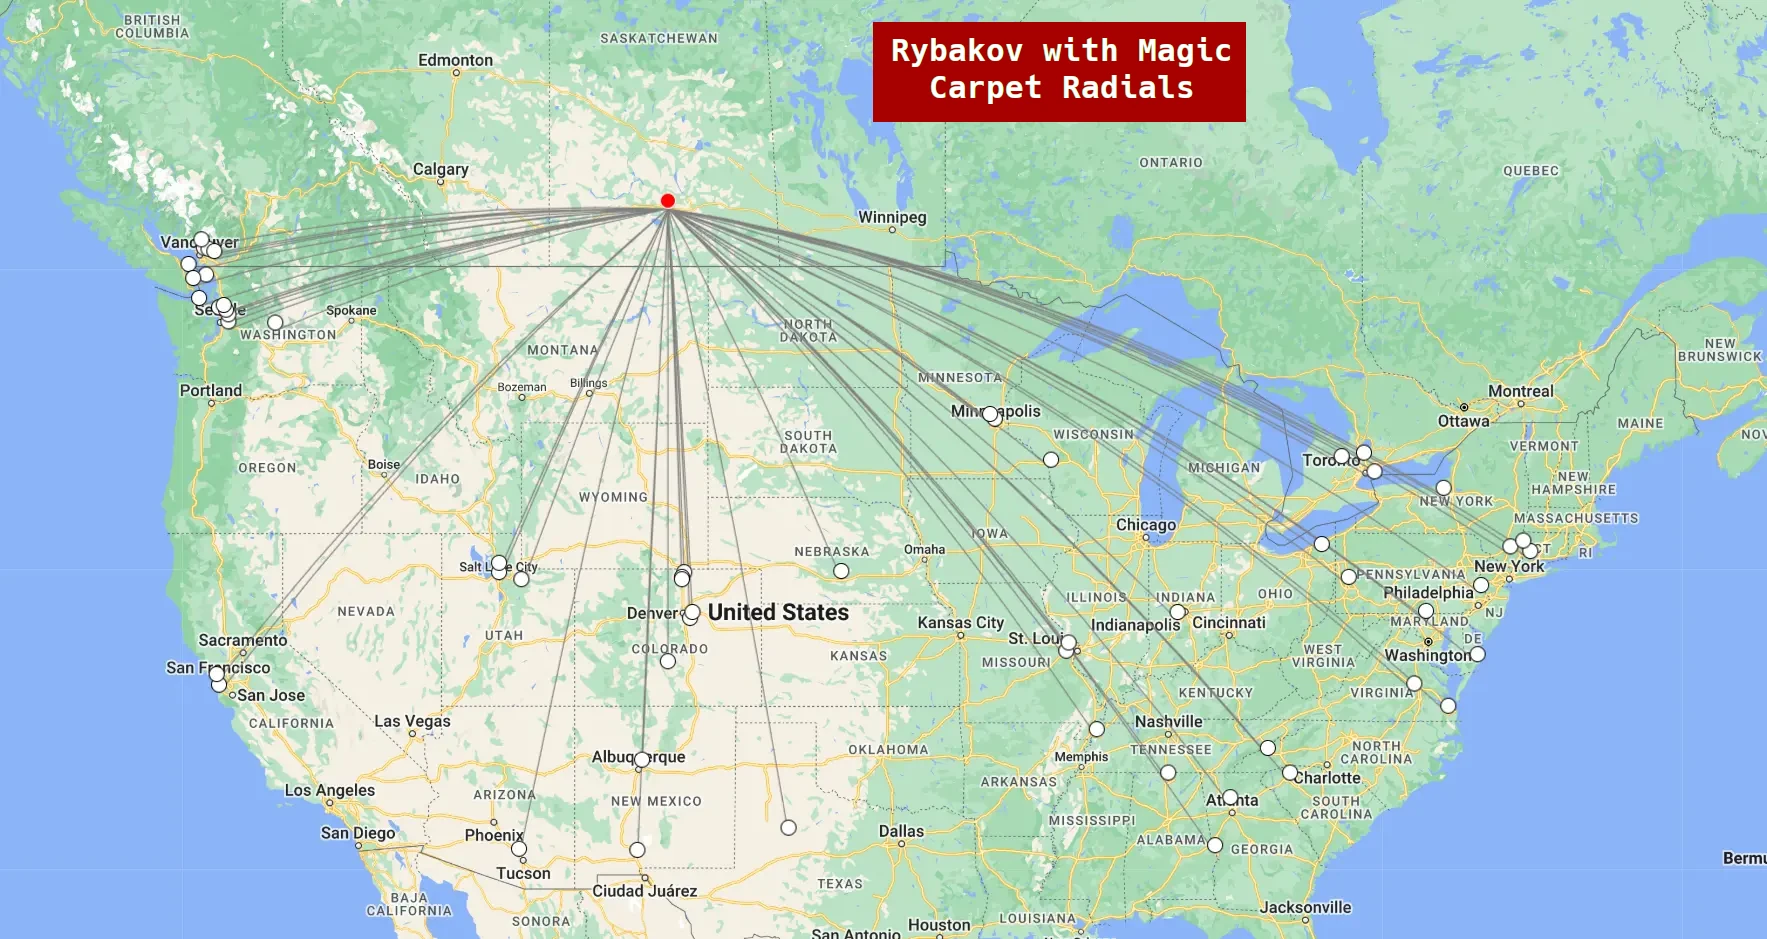 Rybakov with Magic
Carpet Radials
BRITISH
COLUMBIA
SASKATCHEWAN
Edmonton
Calgary
ONTARIO
QUEBEC
Winnipeg
Vancouver
Seattle
Spokane
WASHINGTON
NORTH
DAKOTA
MONTANA
NEW
BRUNSWICK
Bozeman
Billings
MINNESOTA
Portland
Montreal
Minneapolis
Ottawa
MAINE
NOV
WISCONSIN
SOUTH
DAKOTA
VERMONT
Boise
OREGON
IDAHO
MICHIGAN
Toronto
NEW
HAMPSHIRE
WYOMING
NEW YORK
MASSACHUSETTS
Chicago
IOWA
NEBRASKA
Omaha
CT
RI
Salt Lake City
New York
PENNSYLVANIA
Philadelphia
ILLINOIS
INDIANA
OHIO
NEVADA
Denver
United States
Kansas City
Indianapolis
Cincinnati
MARYLAND
NJ
UTAH
St. Loui
DE
Sacramento
COLORADO
KANSAS
MISSOURI
WEST
VIRGINIA
Washington
San Francisco
San Jose
KENTUCKY
VIRGINIA
CALIFORNIA
Las Vegas
Nashville
TENNESSEE
OKLAHOMA
Albuquerque
Memphis
NORTH
CAROLINA
Charlotte
Los Angeles
ARIZONA
NEW MEXICO
ARKANSAS
Atlanta
SOUTH
CAROLINA
San Diego
Phoenix
Dallas
MISSISSIPPI
ALABAMA
GEORGIA
Bermu
Tucson
Ciudad Juárez
TEXAS
BAJA
CALIFORNIA
SONORA
LOUISIANA
Jacksonville
Houston
San Antonio